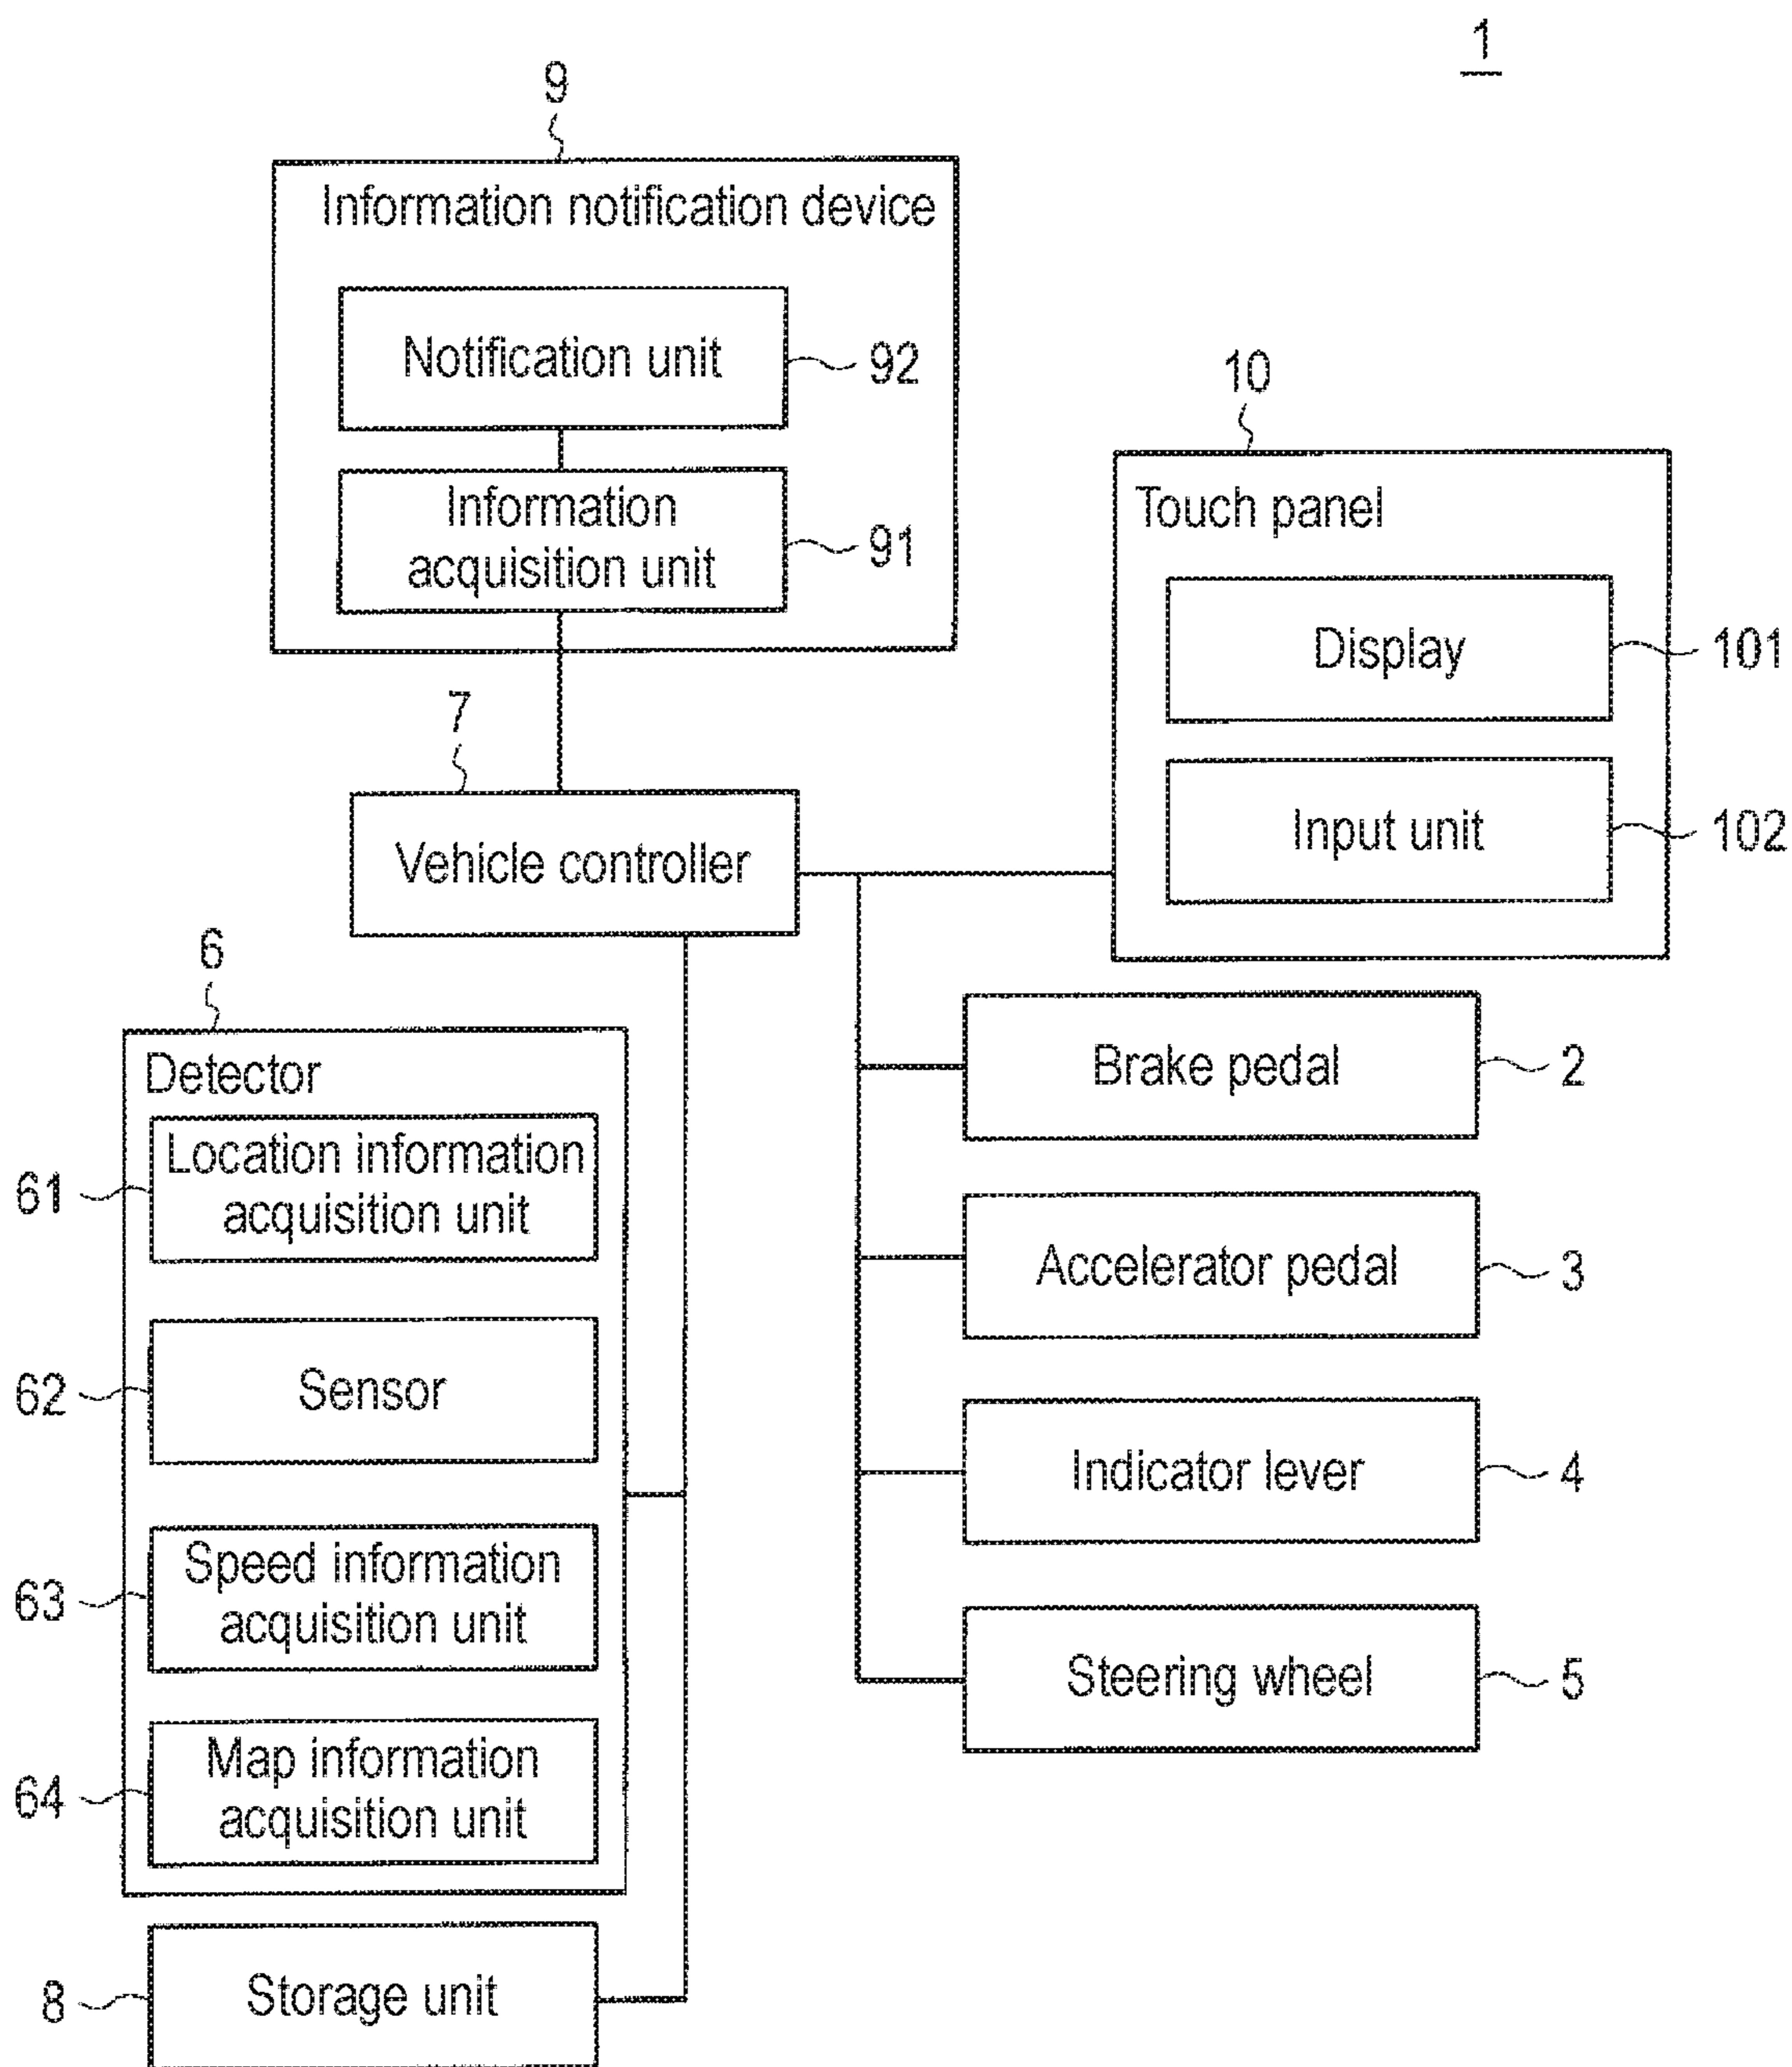 1
9
Information notification device
Notification unit
92
Information
acquisition unit
91
10
Touch panel
Display
101
Input unit
102
7
Vehicle controller
6
Detector
Location information
acquisition unit
61
Sensor
62
Speed information
acquisition unit
63
Map information
acquisition unit
64
Storage unit
8
Brake pedal
2
Accelerator pedal
3
Indicator lever
4
Steering wheel
5